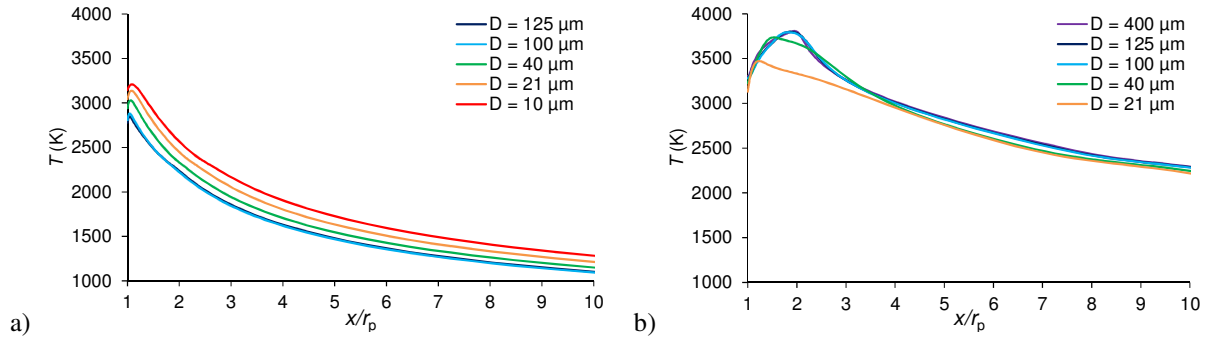 4000
3500
3000
2500
2000
1500
1000
T (K)
1 2 3 4 5 6 7 8 9 10
x/rp
D = 125 µm
D = 100 µm
D = 40 µm
D = 21 µm
D = 10 µm
a)
4000
3500
3000
2500
2000
1500
1000
T (K)
1 2 3 4 5 6 7 8 9 10
x/rp
D = 400 µm
D = 125 µm
D = 100 µm
D = 40 µm
D = 21 µm
b)